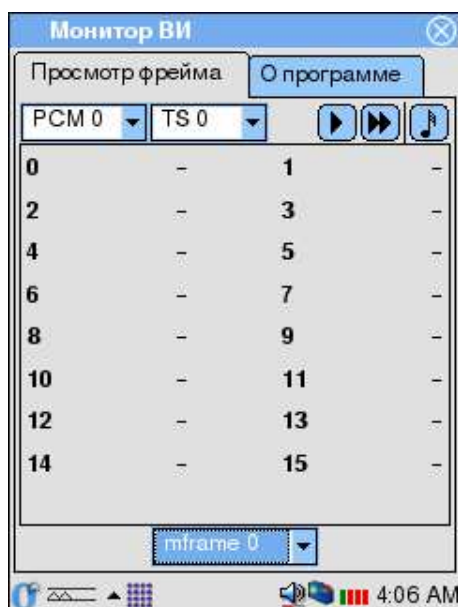 Монитор ВИ
Просмотр фрейма О программе
PCM 0 TS 0
0 – 1 –
2 – 3 –
4 – 5 –
6 – 7 –
8 – 9 –
10 – 11 –
12 – 13 –
14 – 15 –
mframe 0
4:06 AM